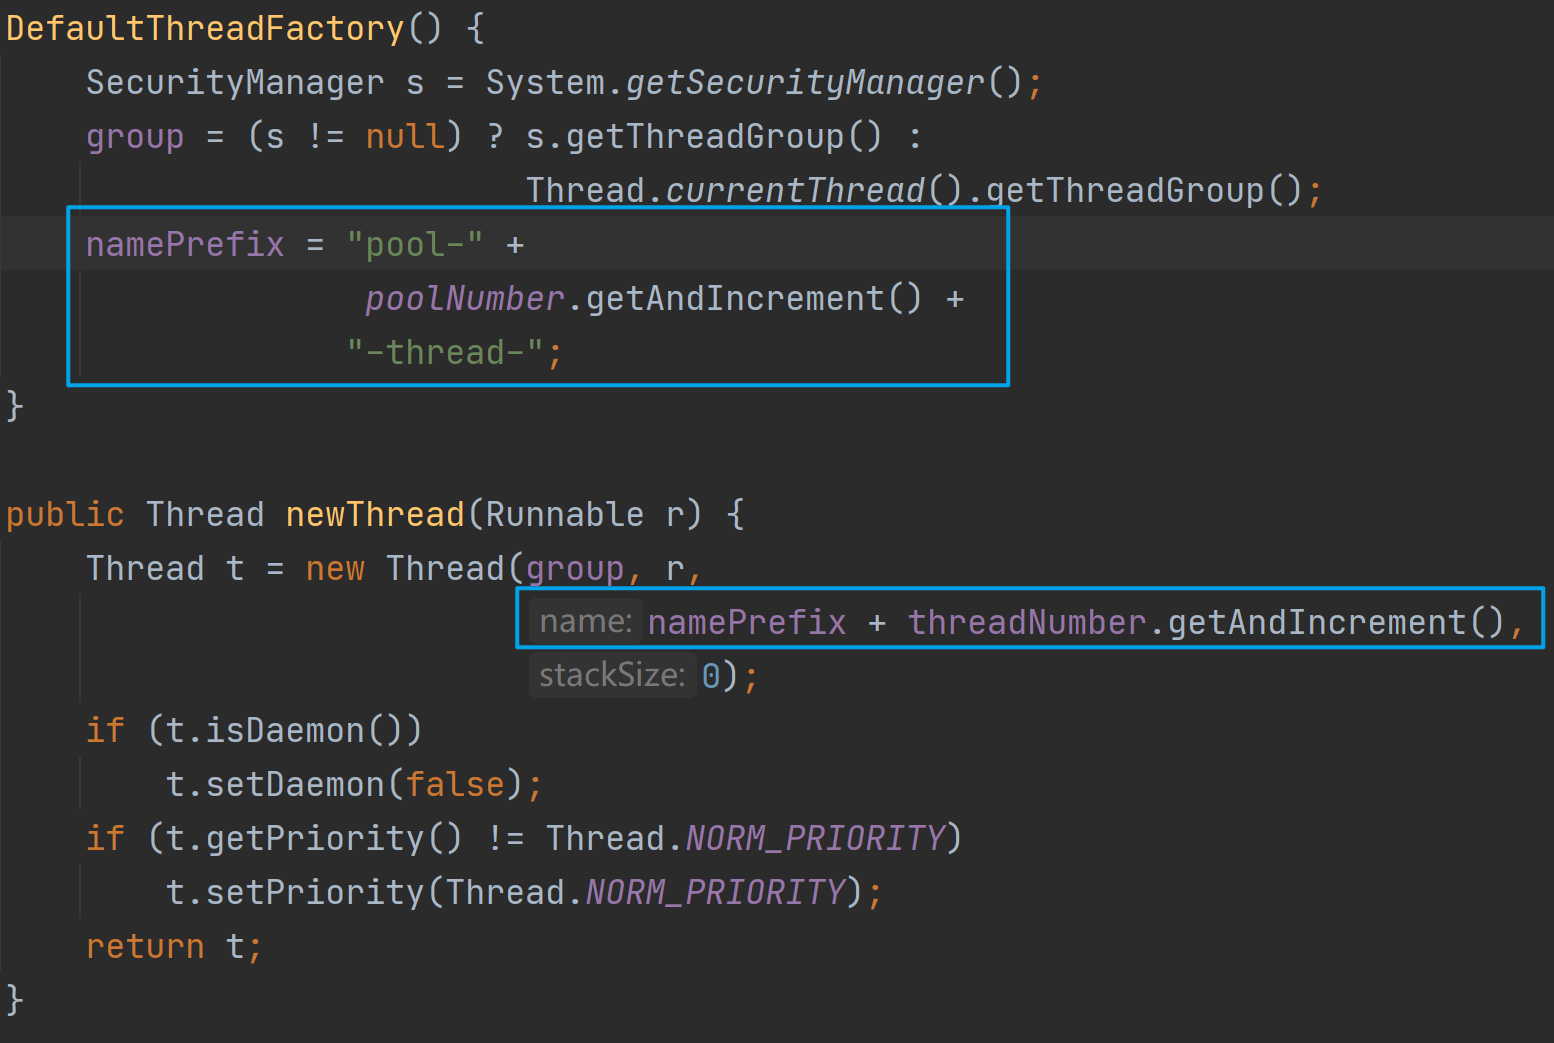 DefaultThreadFactory() {
    SecurityManager s = System.getSecurityManager();
    group = (s != null) ? s.getThreadGroup() :
                          Thread.currentThread().getThreadGroup();
    namePrefix = "pool-" +
                  poolNumber.getAndIncrement() +
                 "-thread-";
}

public Thread newThread(Runnable r) {
    Thread t = new Thread(group, r,
                          name: namePrefix + threadNumber.getAndIncrement(),
                          stackSize: 0);
    if (t.isDaemon())
        t.setDaemon(false);
    if (t.getPriority() != Thread.NORM_PRIORITY)
        t.setPriority(Thread.NORM_PRIORITY);
    return t;
}